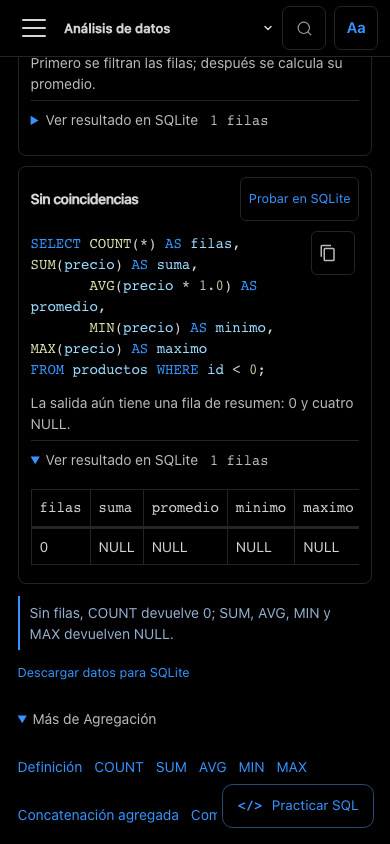 Análisis de datos
Aa
Primero se filtran las filas; después se calcula su
promedio.
Ver resultado en SQLite 1 filas
Sin coincidencias
Probar en SQLite
SELECT COUNT(*) AS filas,
SUM(precio) AS suma,
AVG(precio * 1.0) AS
promedio,
MIN(precio) AS minimo,
MAX(precio) AS maximo
FROM productos WHERE id < 0;
La salida aún tiene una fila de resumen: 0 y cuatro
NULL.
Ver resultado en SQLite 1 filas
filas suma promedio minimo maximo
0 NULL NULL NULL NULL
Sin filas, COUNT devuelve 0; SUM, AVG, MIN y
MAX devuelven NULL.
Descargar datos para SQLite
Más de Agregación
Definición COUNT SUM AVG MIN MAX
Concatenación agregada
</> Practicar SQL